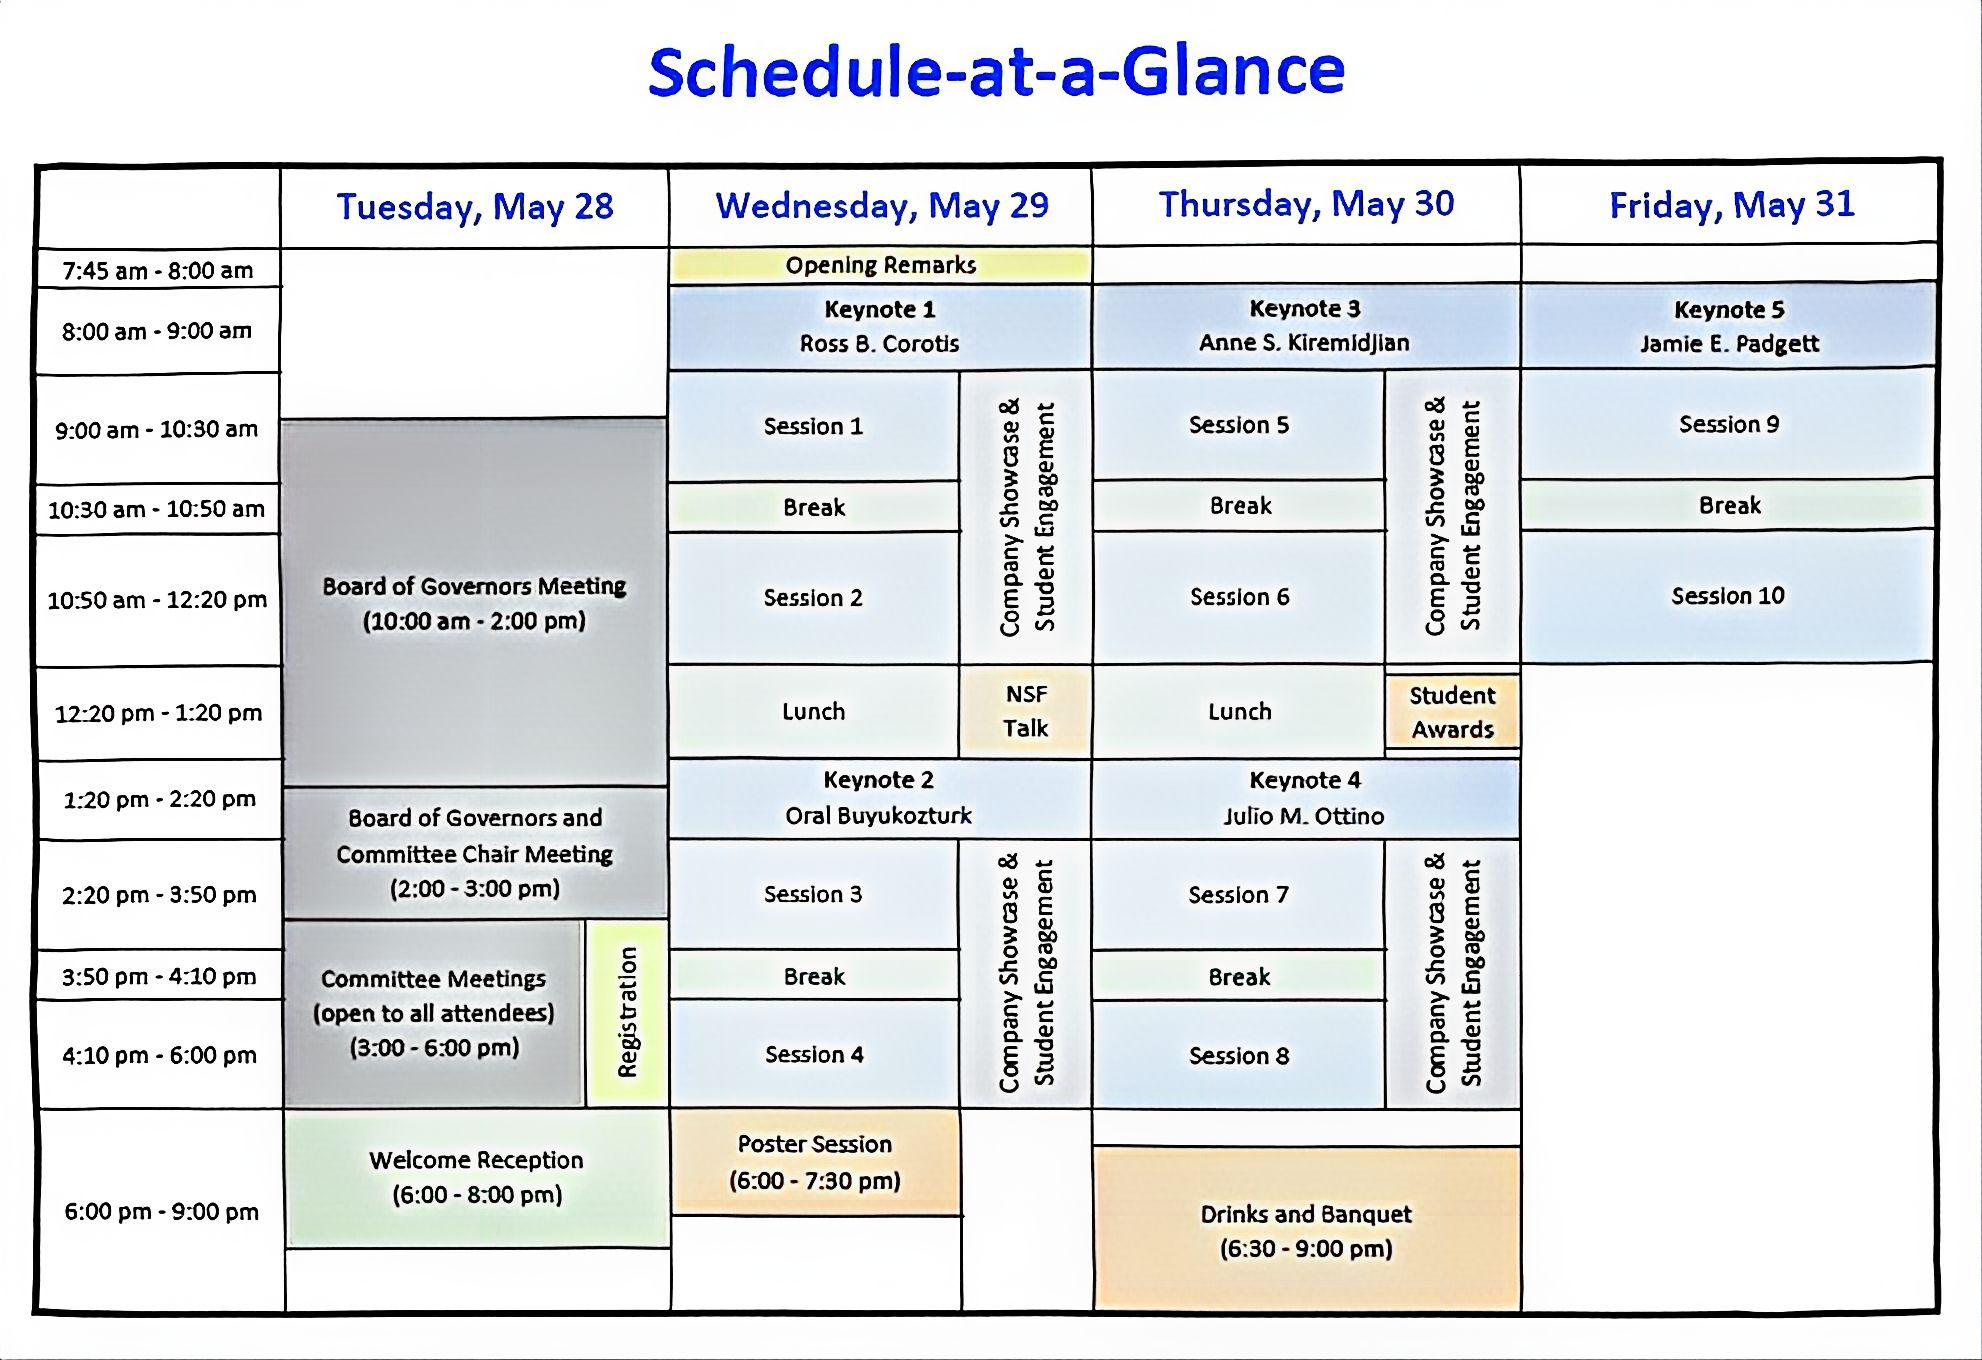 Schedule-at-a-Glance
Tuesday, May 28
Wednesday, May 29
Thursday, May 30
Friday, May 31
7:45 am - 8:00 am
Opening Remarks
8:00 am - 9:00 am
Keynote 1
Ross B. Corotis
Keynote 3
Anne S. Kiremidjian
Keynote 5
Jamie E. Padgett
9:00 am - 10:30 am
Session 1
Company Showcase &
Student Engagement
Session 5
Company Showcase &
Student Engagement
Session 9
10:30 am - 10:50 am
Break
Break
Break
10:50 am - 12:20 pm
Board of Governors Meeting
(10:00 am - 2:00 pm)
Session 2
Session 6
Session 10
12:20 pm - 1:20 pm
Lunch
NSF
Talk
Lunch
Student
Awards
1:20 pm - 2:20 pm
Keynote 2
Oral Buyukozturk
Keynote 4
Julio M. Ottino
Board of Governors and
Committee Chair Meeting
(2:00 - 3:00 pm)
2:20 pm - 3:50 pm
Session 3
Company Showcase &
Student Engagement
Session 7
Company Showcase &
Student Engagement
3:50 pm - 4:10 pm
Committee Meetings
(open to all attendees)
(3:00 - 6:00 pm)
Registration
Break
Break
4:10 pm - 6:00 pm
Session 4
Session 8
6:00 pm - 9:00 pm
Welcome Reception
(6:00 - 8:00 pm)
Poster Session
(6:00 - 7:30 pm)
Drinks and Banquet
(6:30 - 9:00 pm)